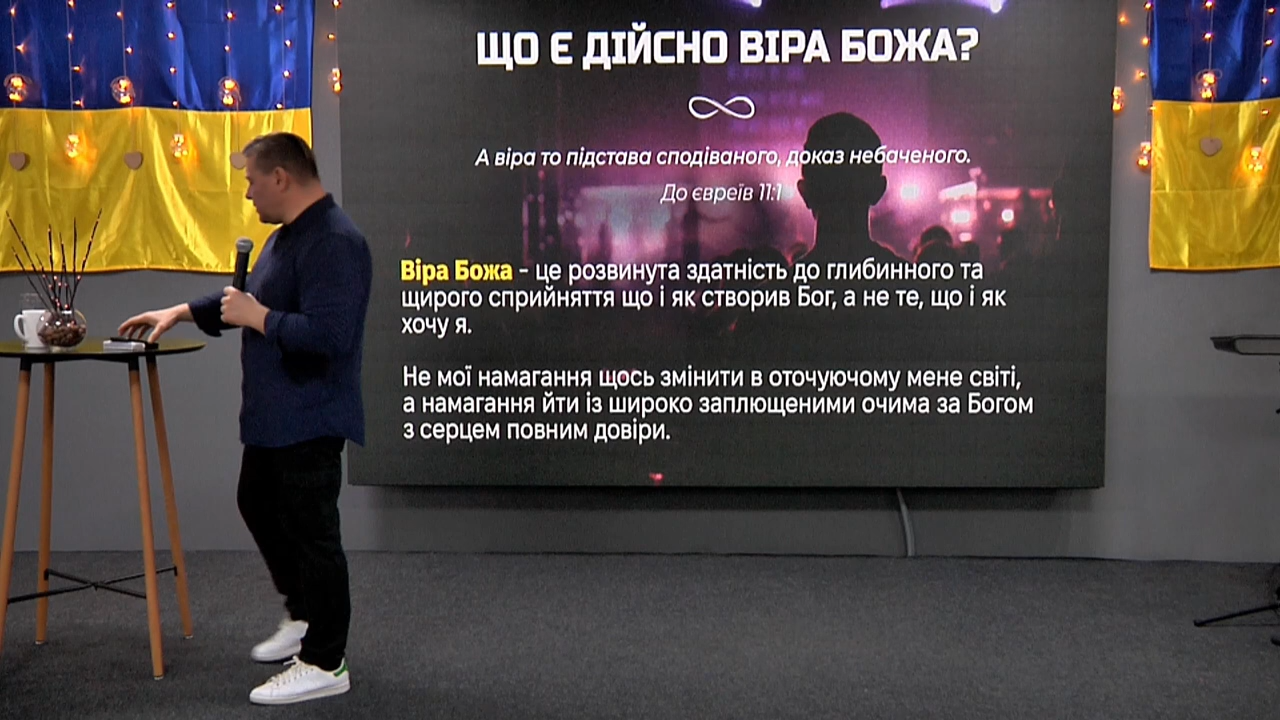 ЩО Є ДІЙСНО ВІРА БОЖА?
А віра то підстава сподіваного, доказ небаченого.
До євреїв 11:1
Віра Божа - це розвинута здатність до глибинного та
щирого сприйняття що і як створив Бог, а не те, що і як
хочу я.
Не мої намагання щось змінити в оточуючому мене світі,
а намагання йти із широко заплющеними очима за Богом
з серцем повним довіри.